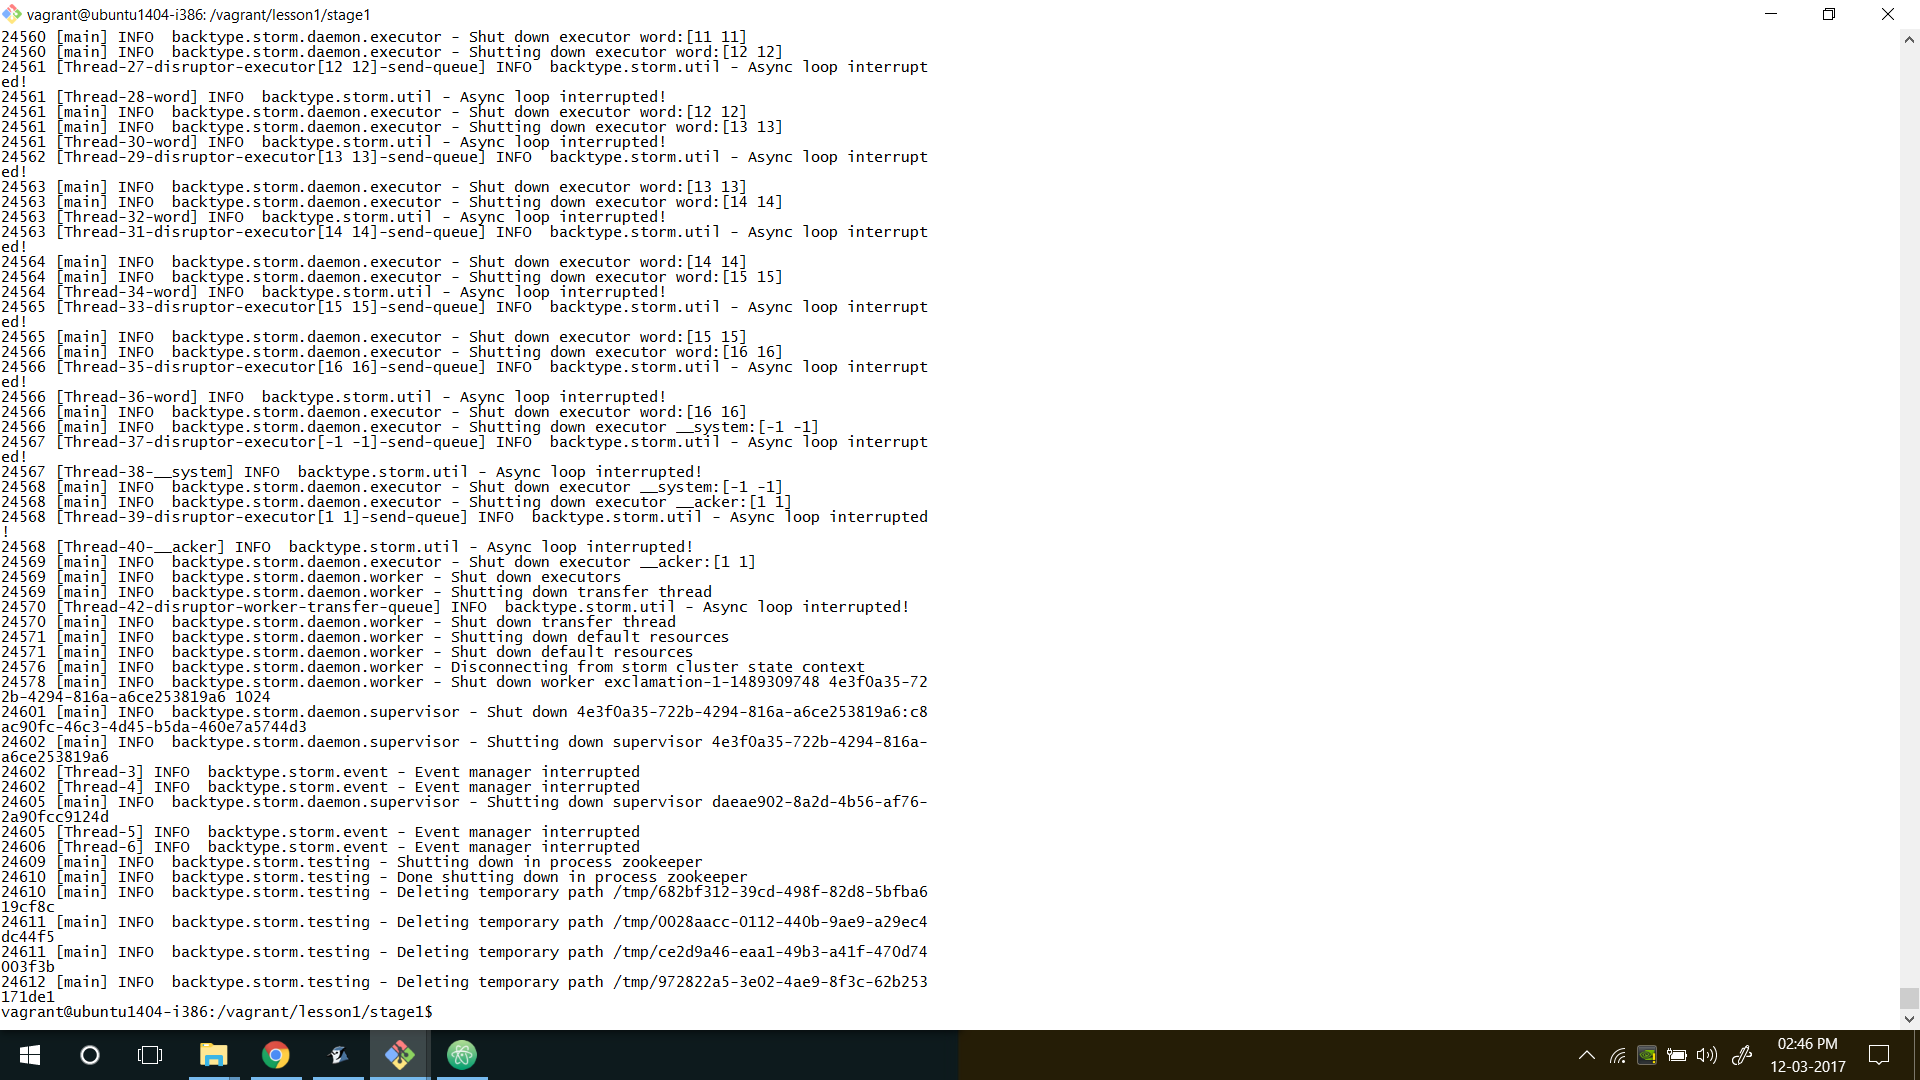 vagrant@ubuntu1404-i386: /vagrant/lesson1/stage1
24560 [main] INFO  backtype.storm.daemon.executor - Shut down executor word:[11 11]
24560 [main] INFO  backtype.storm.daemon.executor - Shutting down executor word:[12 12]
24561 [Thread-27-disruptor-executor[12 12]-send-queue] INFO  backtype.storm.util - Async loop interrupt
ed!
24561 [Thread-28-word] INFO  backtype.storm.util - Async loop interrupted!
24561 [main] INFO  backtype.storm.daemon.executor - Shut down executor word:[12 12]
24561 [main] INFO  backtype.storm.daemon.executor - Shutting down executor word:[13 13]
24561 [Thread-30-word] INFO  backtype.storm.util - Async loop interrupted!
24562 [Thread-29-disruptor-executor[13 13]-send-queue] INFO  backtype.storm.util - Async loop interrupt
ed!
24563 [main] INFO  backtype.storm.daemon.executor - Shut down executor word:[13 13]
24563 [main] INFO  backtype.storm.daemon.executor - Shutting down executor word:[14 14]
24563 [Thread-32-word] INFO  backtype.storm.util - Async loop interrupted!
24563 [Thread-31-disruptor-executor[14 14]-send-queue] INFO  backtype.storm.util - Async loop interrupt
ed!
24564 [main] INFO  backtype.storm.daemon.executor - Shut down executor word:[14 14]
24564 [main] INFO  backtype.storm.daemon.executor - Shutting down executor word:[15 15]
24564 [Thread-34-word] INFO  backtype.storm.util - Async loop interrupted!
24565 [Thread-33-disruptor-executor[15 15]-send-queue] INFO  backtype.storm.util - Async loop interrupt
ed!
24565 [main] INFO  backtype.storm.daemon.executor - Shut down executor word:[15 15]
24566 [main] INFO  backtype.storm.daemon.executor - Shutting down executor word:[16 16]
24566 [Thread-35-disruptor-executor[16 16]-send-queue] INFO  backtype.storm.util - Async loop interrupt
ed!
24566 [Thread-36-word] INFO  backtype.storm.util - Async loop interrupted!
24566 [main] INFO  backtype.storm.daemon.executor - Shut down executor word:[16 16]
24566 [main] INFO  backtype.storm.daemon.executor - Shutting down executor __system:[-1 -1]
24567 [Thread-37-disruptor-executor[-1 -1]-send-queue] INFO  backtype.storm.util - Async loop interrupt
ed!
24567 [Thread-38-__system] INFO  backtype.storm.util - Async loop interrupted!
24568 [main] INFO  backtype.storm.daemon.executor - Shut down executor __system:[-1 -1]
24568 [main] INFO  backtype.storm.daemon.executor - Shutting down executor __acker:[1 1]
24568 [Thread-39-disruptor-executor[1 1]-send-queue] INFO  backtype.storm.util - Async loop interrupted
!
24568 [Thread-40-__acker] INFO  backtype.storm.util - Async loop interrupted!
24569 [main] INFO  backtype.storm.daemon.executor - Shut down executor __acker:[1 1]
24569 [main] INFO  backtype.storm.daemon.worker - Shut down executors
24569 [main] INFO  backtype.storm.daemon.worker - Shutting down transfer thread
24570 [Thread-42-disruptor-worker-transfer-queue] INFO  backtype.storm.util - Async loop interrupted!
24570 [main] INFO  backtype.storm.daemon.worker - Shut down transfer thread
24571 [main] INFO  backtype.storm.daemon.worker - Shutting down default resources
24571 [main] INFO  backtype.storm.daemon.worker - Shut down default resources
24576 [main] INFO  backtype.storm.daemon.worker - Disconnecting from storm cluster state context
24578 [main] INFO  backtype.storm.daemon.worker - Shut down worker exclamation-1-1489309748 4e3f0a35-72
2b-4294-816a-a6ce253819a6 1024
24601 [main] INFO  backtype.storm.daemon.supervisor - Shut down 4e3f0a35-722b-4294-816a-a6ce253819a6:c8
ac90fc-46c3-4d45-b5da-460e7a5744d3
24602 [main] INFO  backtype.storm.daemon.supervisor - Shutting down supervisor 4e3f0a35-722b-4294-816a-
a6ce253819a6
24602 [Thread-3] INFO  backtype.storm.event - Event manager interrupted
24602 [Thread-4] INFO  backtype.storm.event - Event manager interrupted
24605 [main] INFO  backtype.storm.daemon.supervisor - Shutting down supervisor daeae902-8a2d-4b56-af76-
2a90fcc9124d
24605 [Thread-5] INFO  backtype.storm.event - Event manager interrupted
24606 [Thread-6] INFO  backtype.storm.event - Event manager interrupted
24609 [main] INFO  backtype.storm.testing - Shutting down in process zookeeper
24610 [main] INFO  backtype.storm.testing - Done shutting down in process zookeeper
24610 [main] INFO  backtype.storm.testing - Deleting temporary path /tmp/682bf312-39cd-498f-82d8-5bfba6
19cf8c
24611 [main] INFO  backtype.storm.testing - Deleting temporary path /tmp/0028aacc-0112-440b-9ae9-a29ec4
dc44f5
24611 [main] INFO  backtype.storm.testing - Deleting temporary path /tmp/ce2d9a46-eaa1-49b3-a41f-470d74
003f3b
24612 [main] INFO  backtype.storm.testing - Deleting temporary path /tmp/972822a5-3e02-4ae9-8f3c-62b253
171de1
vagrant@ubuntu1404-i386:/vagrant/lesson1/stage1$
02:46 PM
12-03-2017